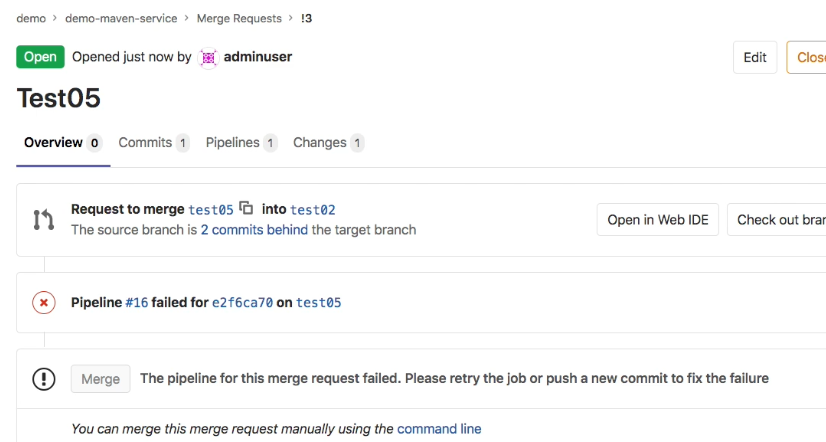 demo > demo-maven-service > Merge Requests > !3
Open Opened just now by adminuser Edit
Test05
Overview 0 Commits 1 Pipelines 1 Changes 1
Request to merge test05 into test02
The source branch is 2 commits behind the target branch
Open in Web IDE Check out
Pipeline #16 failed for e2f6ca70 on test05
Merge The pipeline for this merge request failed. Please retry the job or push a new commit to fix the failure
You can merge this merge request manually using the command line